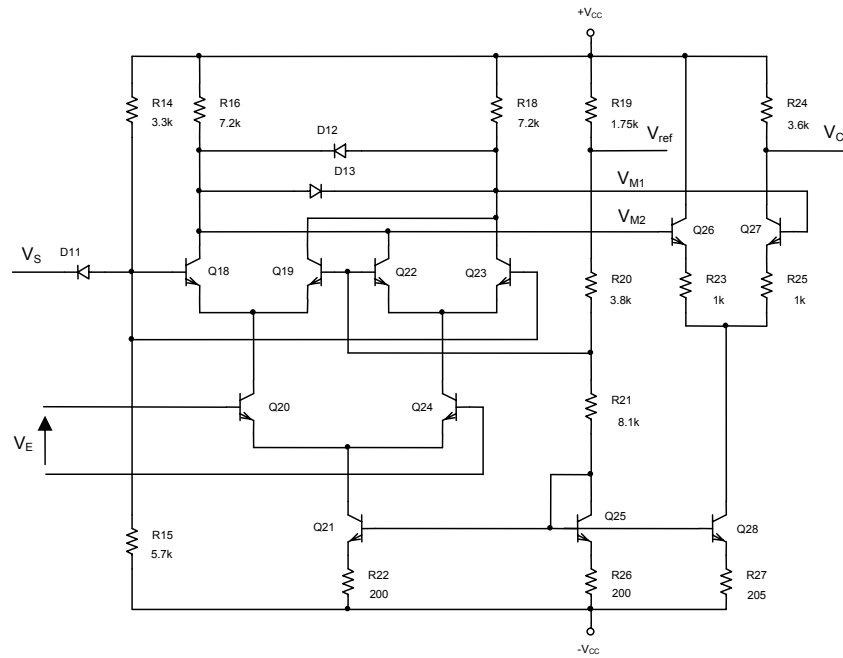 +VCC
R14
3.3k
R16
7.2k
R18
7.2k
R19
1.75k
R24
3.6k
D12
Vref
VC
D13
VM1
VM2
Q26
Q27
VS
D11
Q18
Q19
Q22
Q23
R20
3.8k
R23
1k
R25
1k
Q20
Q24
R21
8.1k
VE
Q21
Q25
Q28
R15
5.7k
R22
200
R26
200
R27
205
-VCC